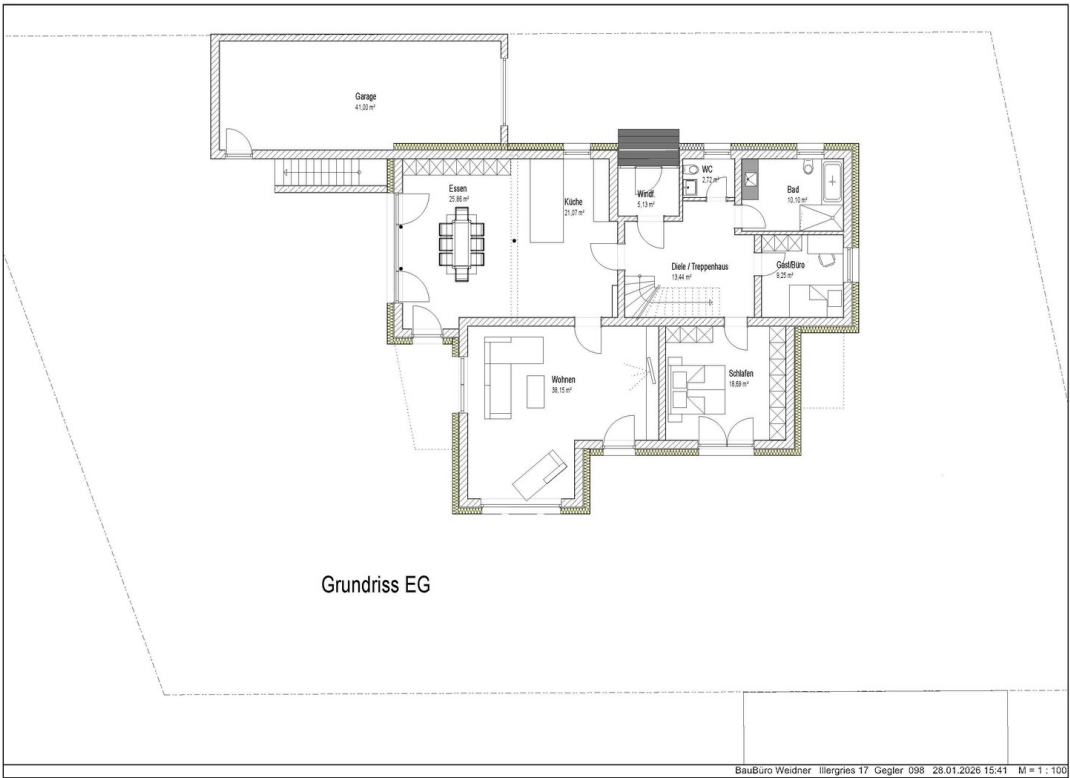 Garage
41,00 m²
Essen
25,86 m²
Küche
21,07 m²
Windf.
5,13 m²
WC
2,72 m²
Bad
10,10 m²
Diele / Treppenhaus
13,44 m²
Gast/Büro
9,25 m²
Wohnen
38,15 m²
Schlafen
18,69 m²
Grundriss EG
BauBüro Weidner Illergries 17 Gegler 098 28.01.2026 15:41 M = 1 : 100